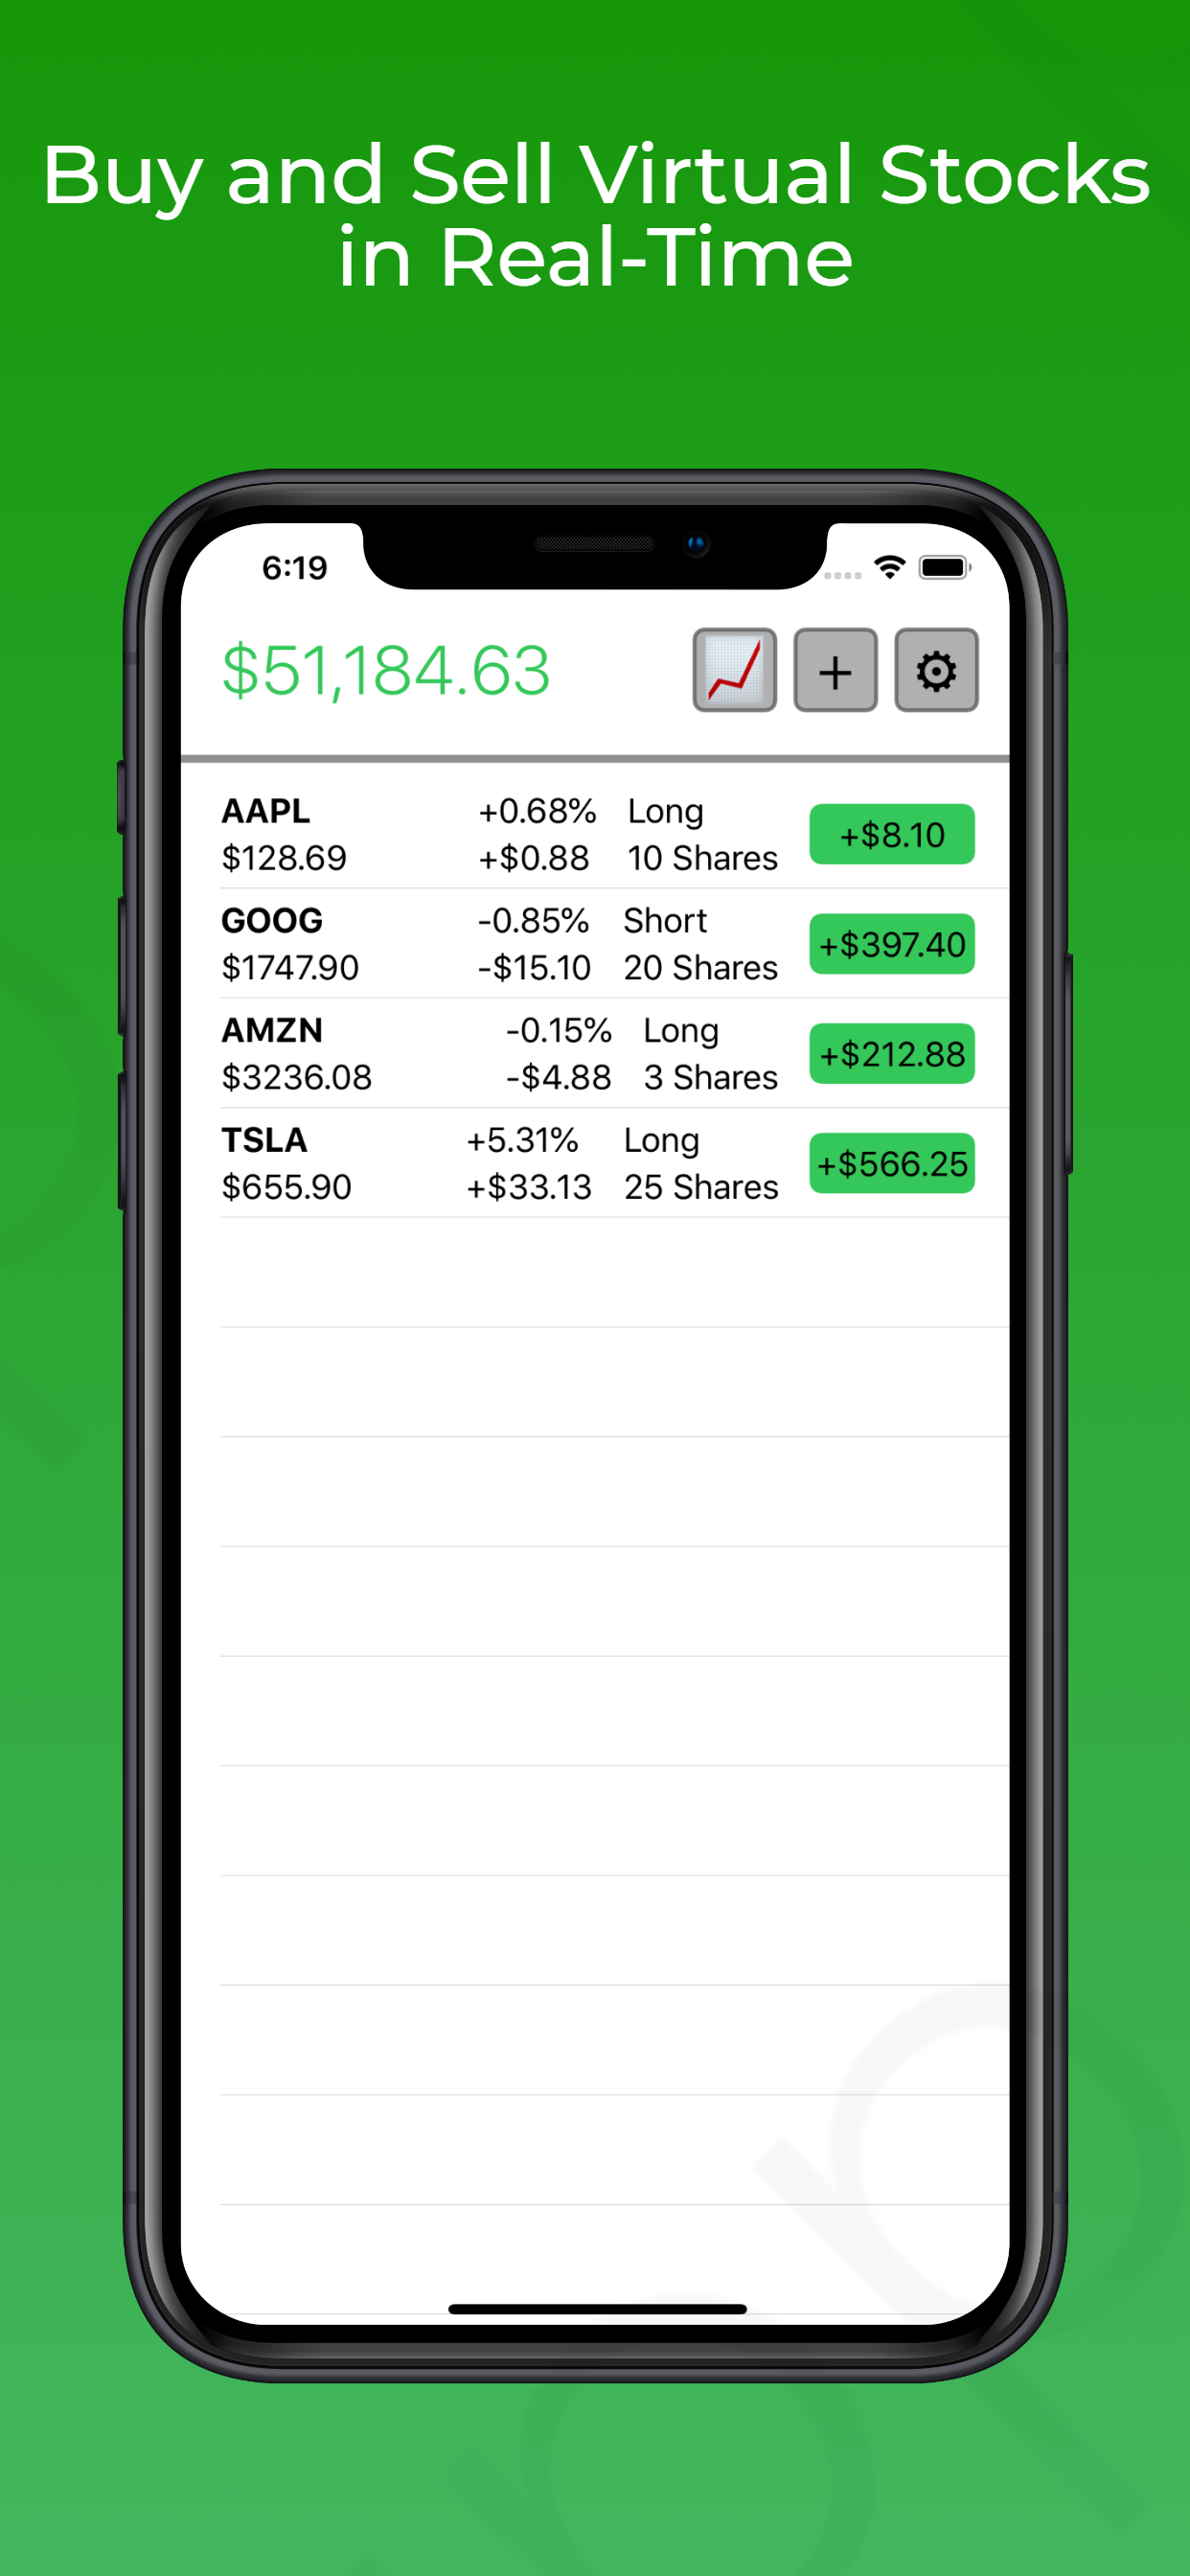 Buy and Sell Virtual Stocks
in Real-Time
6:19
$51,184.63
+
AAPL +0.68% Long +$8.10
$128.69 +$0.88 10 Shares
GOOG -0.85% Short +$397.40
$1747.90 -$15.10 20 Shares
AMZN -0.15% Long +$212.88
$3236.08 -$4.88 3 Shares
TSLA +5.31% Long +$566.25
$655.90 +$33.13 25 Shares